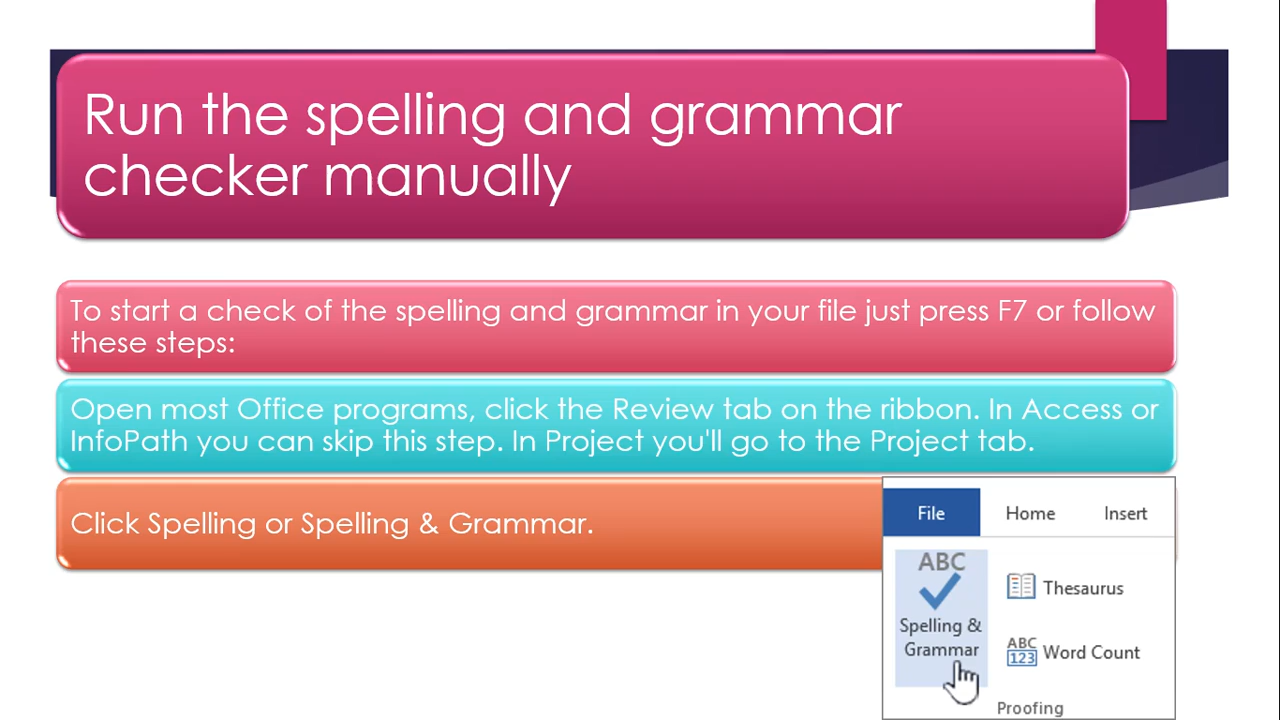 Run the spelling and grammar
checker manually
To start a check of the spelling and grammar in your file just press F7 or follow
these steps:
Open most Office programs, click the Review tab on the ribbon. In Access or
InfoPath you can skip this step. In Project you'll go to the Project tab.
Click Spelling or Spelling & Grammar.
File Home Insert
ABC
Spelling &
Grammar
Thesaurus
ABC
123 Word Count
Proofing